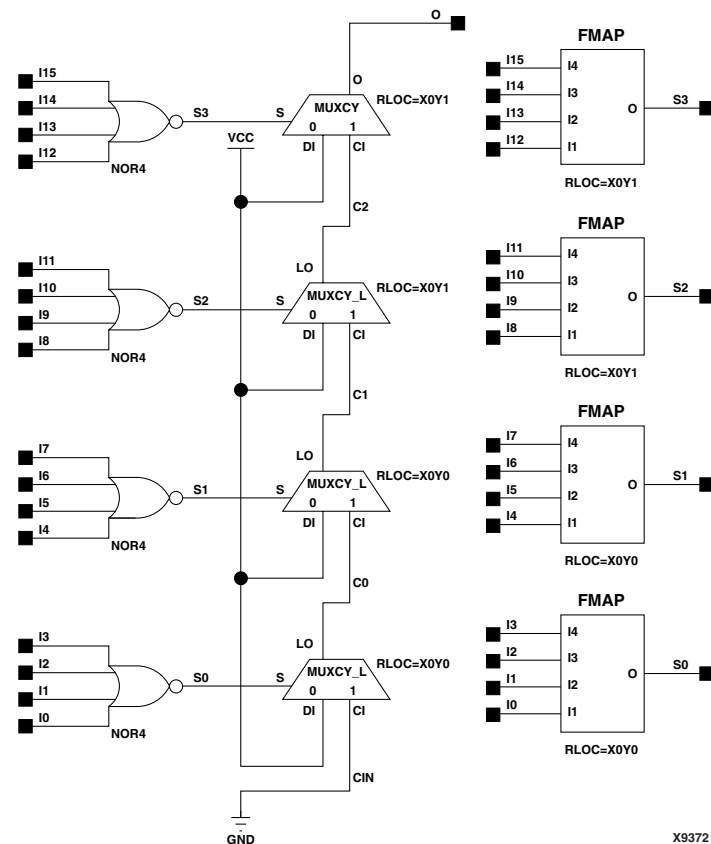 O
FMAP
I15
I14
I13
I12
NOR4
S3
S
O
MUXCY
0 1
DI
CI
RLOC=X0Y1
VCC
I15
I14
I13
I12
I4
I3
I2
I1
O
S3
RLOC=X0Y1
C2
FMAP
I11
I10
I9
I8
NOR4
S2
S
LO
MUXCY_L
0 1
DI
CI
RLOC=X0Y1
I11
I10
I9
I8
I4
I3
I2
I1
O
S2
RLOC=X0Y1
C1
FMAP
I7
I6
I5
I4
NOR4
S1
S
LO
MUXCY_L
0 1
DI
CI
RLOC=X0Y0
I7
I6
I5
I4
I4
I3
I2
I1
O
S1
RLOC=X0Y0
C0
FMAP
I3
I2
I1
I0
NOR4
S0
S
LO
MUXCY_L
0 1
DI
CI
RLOC=X0Y0
I3
I2
I1
I0
I4
I3
I2
I1
O
S0
RLOC=X0Y0
CIN
GND
X9372